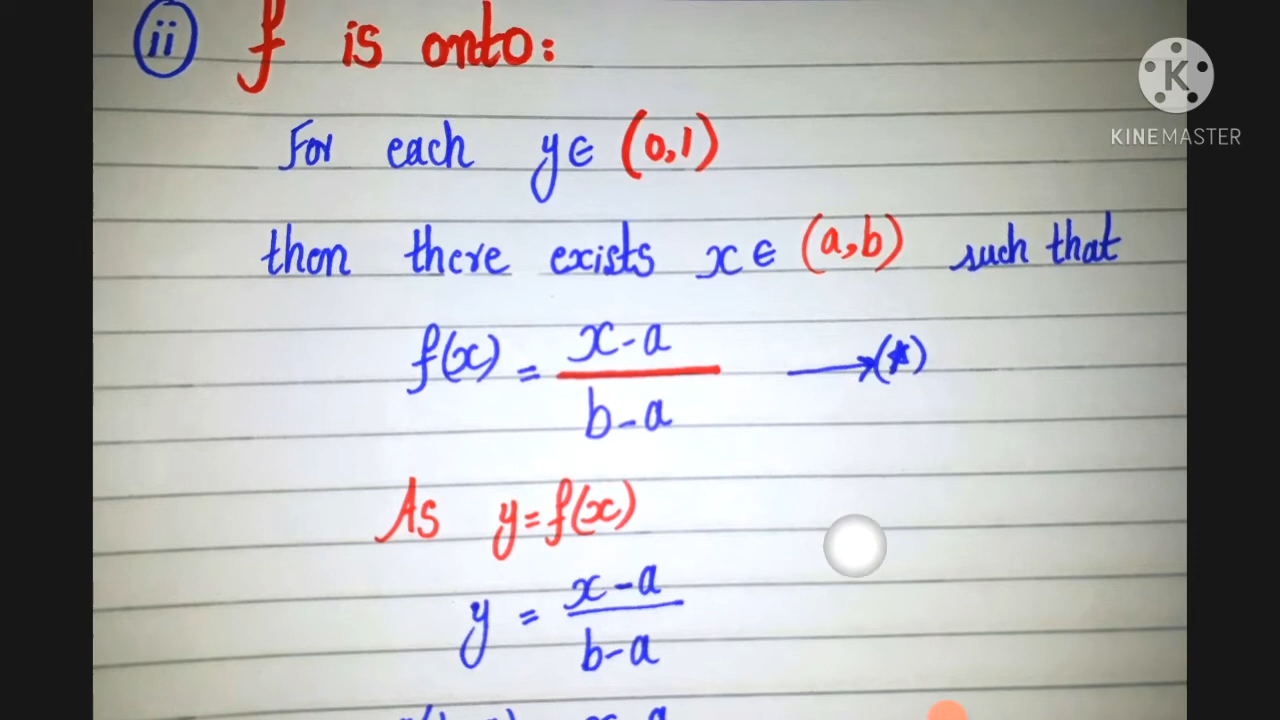 (ii) f is onto:
For each y ∈ (0,1)
then there exists x ∈ (a,b) such that
f(x) = x-a / b-a → (*)
As y = f(x)
y = x-a / b-a
K
KINEMASTER